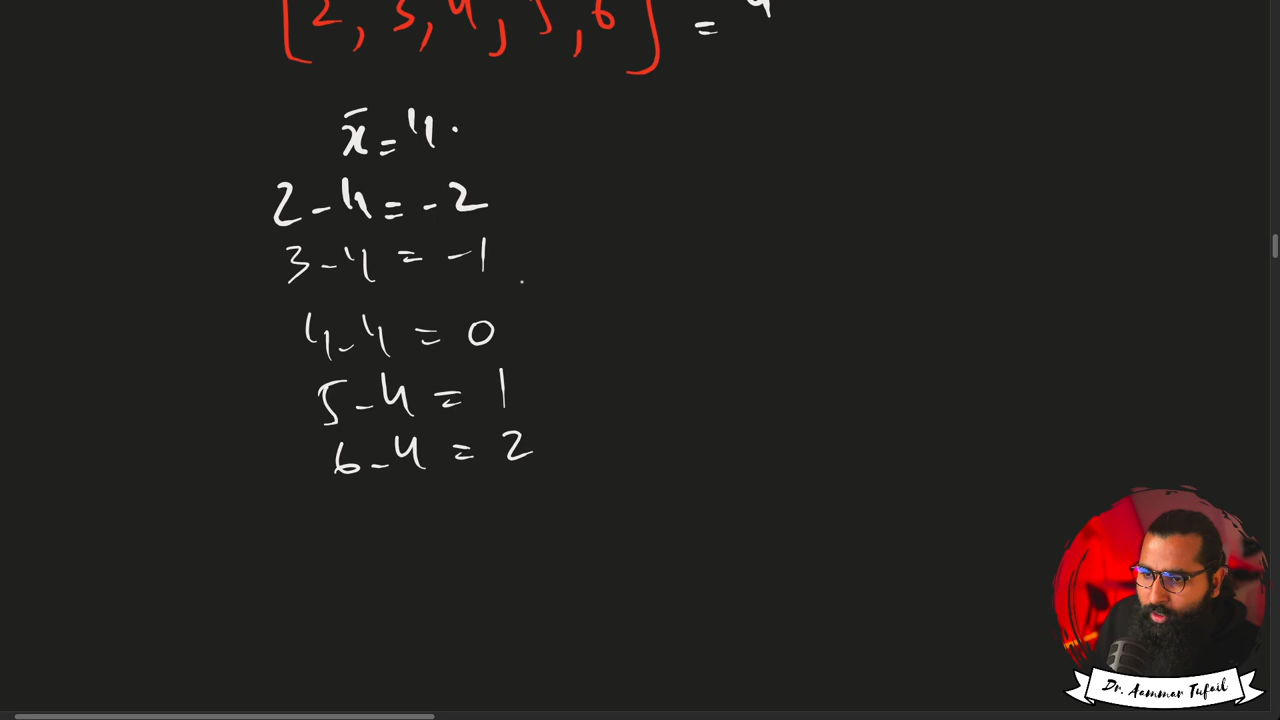 [2, 3, 4, 5, 6] = 4
x̄ = 4.
2-4 = -2
3-4 = -1
4-4 = 0
5-4 = 1
6-4 = 2
Dr. Aammar Tufail